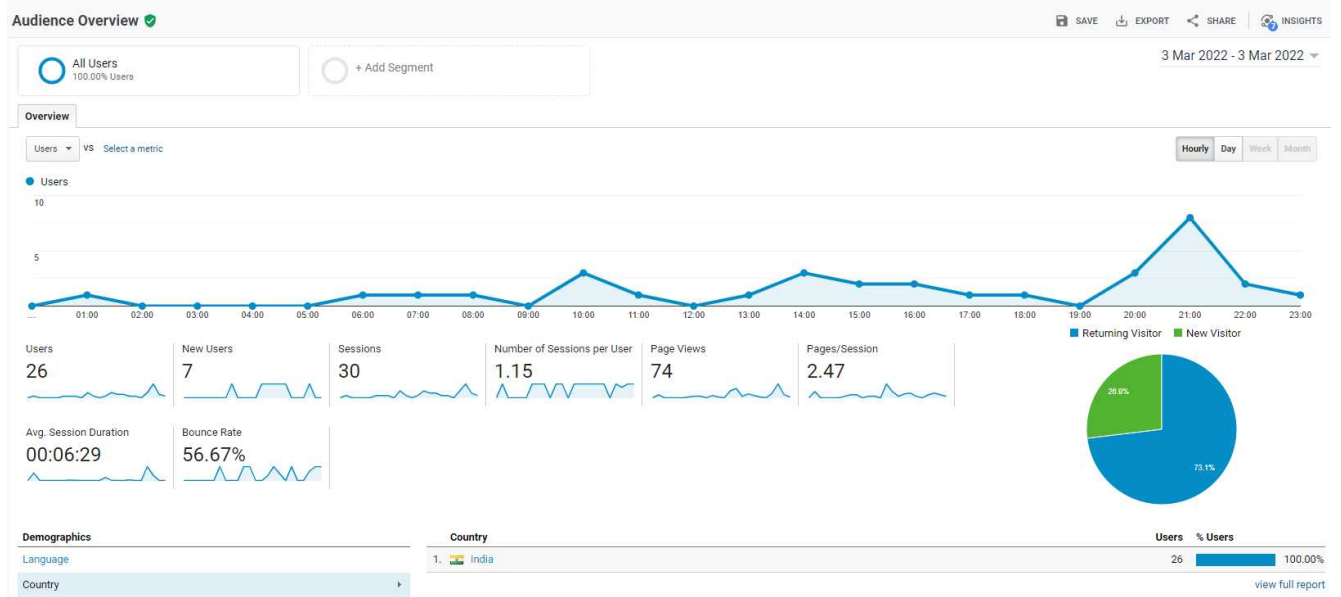 Audience Overview
SAVE EXPORT SHARE INSIGHTS
7
All Users
100.00% Users
+ Add Segment
3 Mar 2022 - 3 Mar 2022
Overview
Users VS Select a metric
Hourly Day Week Month
Users
10
5
... 01:00 02:00 03:00 04:00 05:00 06:00 07:00 08:00 09:00 10:00 11:00 12:00 13:00 14:00 15:00 16:00 17:00 18:00 19:00 20:00 21:00 22:00 23:00
Returning Visitor New Visitor
Users New Users Sessions Number of Sessions per User Page Views Pages/Session
26 7 30 1.15 74 2.47
26.9%
73.1%
Avg. Session Duration Bounce Rate
00:06:29 56.67%
Demographics Country Users % Users
Language 1. India 26 100.00%
Country view full report